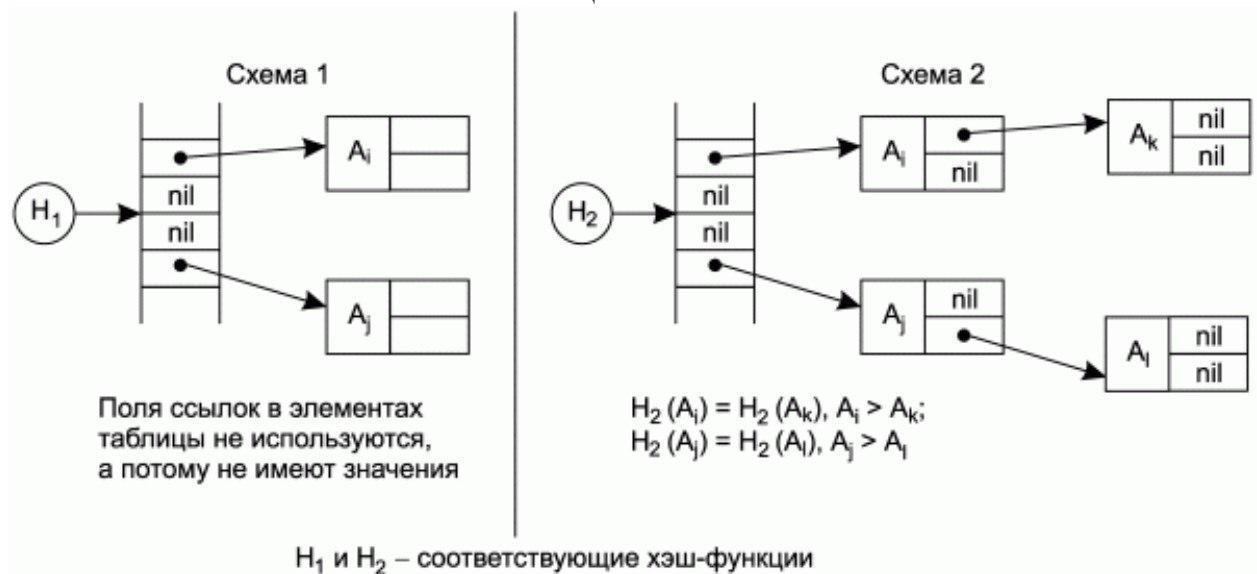 Схема 1
A_i
nil
H_1
nil
A_j
Поля ссылок в элементах
таблицы не используются,
а потому не имеют значения
Схема 2
A_i
nil
A_k
nil
nil
nil
H_2
nil
A_j
nil
A_l
nil
nil
H_2 (A_i) = H_2 (A_k), A_i > A_k;
H_2 (A_j) = H_2 (A_l), A_j > A_l
H_1 и H_2 – соответствующие хэш-функции